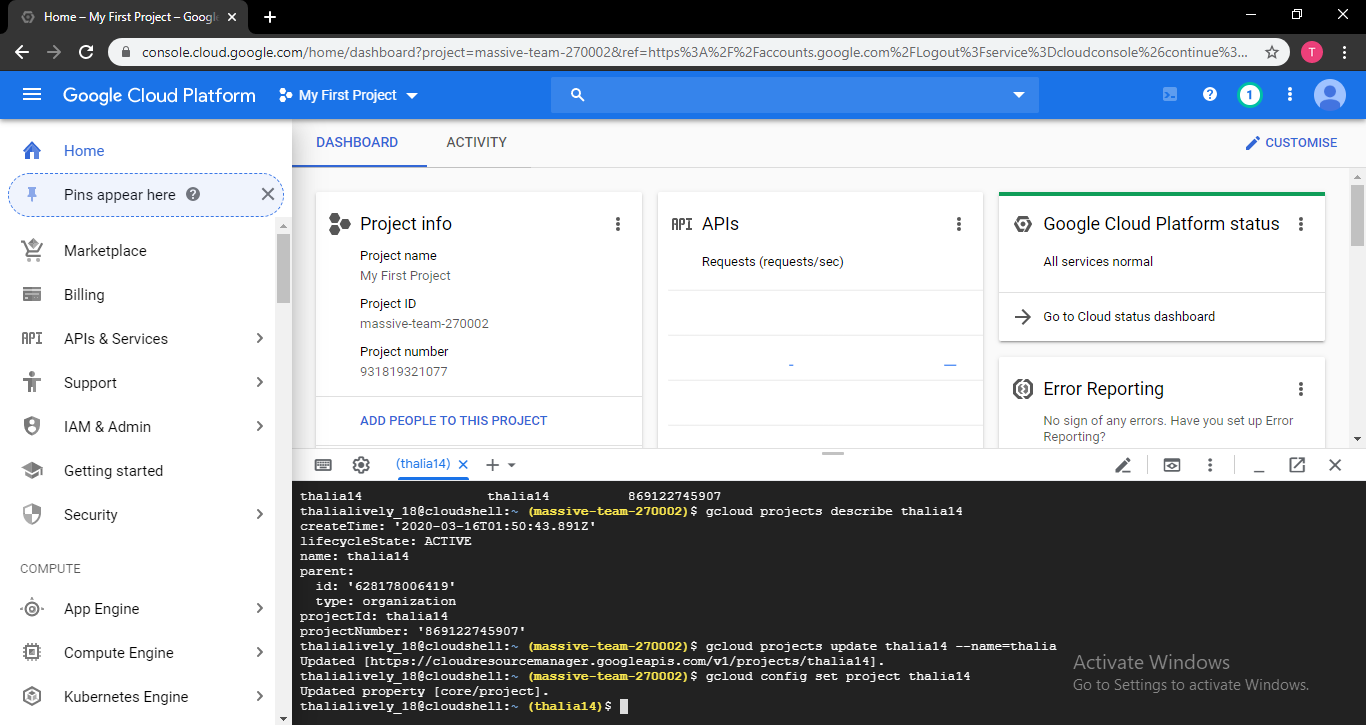 Home – My First Project – Googl
console.cloud.google.com/home/dashboard?project=massive-team-270002&ref=https%3A%2F%2Faccounts.google.com%2FLogout%3Fservice%3Dcloudconsole%26continue%3...
T
Google Cloud Platform
My First Project
1
Home
Pins appear here
Marketplace
Billing
API APIs & Services
Support
IAM & Admin
Getting started
Security
COMPUTE
App Engine
Compute Engine
Kubernetes Engine
DASHBOARD
ACTIVITY
CUSTOMISE
Project info
Project name
My First Project
Project ID
massive-team-270002
Project number
931819321077
ADD PEOPLE TO THIS PROJECT
API APIs
Requests (requests/sec)
Google Cloud Platform status
All services normal
Go to Cloud status dashboard
Error Reporting
No sign of any errors. Have you set up Error
Reporting?
(thalia14)
thalia14 thalia14 869122745907
thalialively_18@cloudshell:~ (massive-team-270002)$ gcloud projects describe thalia14
createTime: '2020-03-16T01:50:43.891Z'
lifecycleState: ACTIVE
name: thalia14
parent:
id: '628178006419'
type: organization
projectId: thalia14
projectNumber: '869122745907'
thalialively_18@cloudshell:~ (massive-team-270002)$ gcloud projects update thalia14 --name=thalia
Updated [https://cloudresourcemanager.googleapis.com/v1/projects/thalia14].
thalialively_18@cloudshell:~ (massive-team-270002)$ gcloud config set project thalia14
Updated property [core/project].
thalialively_18@cloudshell:~ (thalia14)$
Activate Windows
Go to Settings to activate Windows.